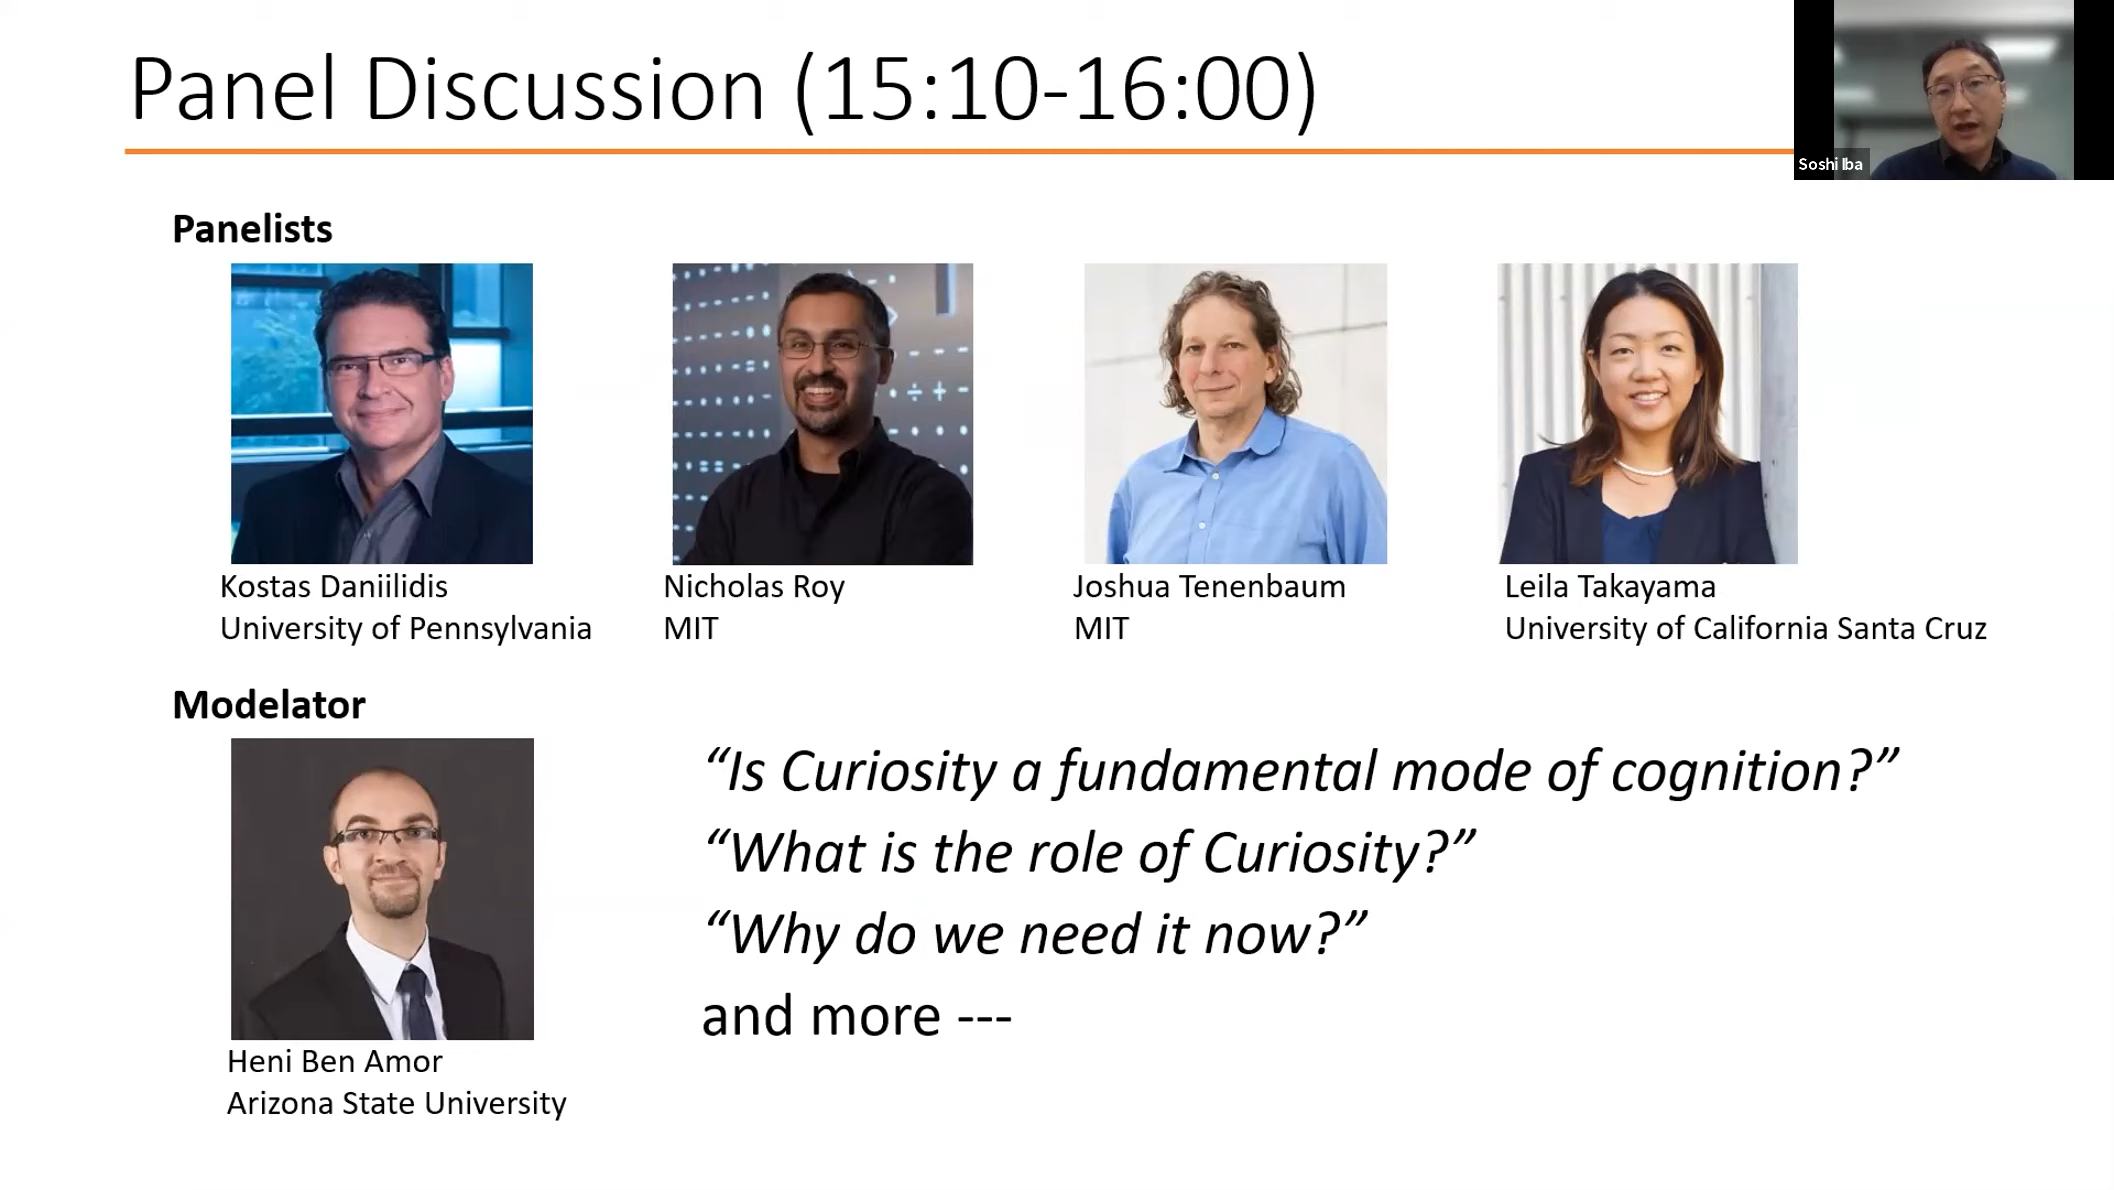 Panel Discussion (15:10-16:00)
Soshi Iba
Panelists
Kostas Daniilidis
University of Pennsylvania
Nicholas Roy
MIT
Joshua Tenenbaum
MIT
Leila Takayama
University of California Santa Cruz
Modelator
Heni Ben Amor
Arizona State University
“Is Curiosity a fundamental mode of cognition?”
“What is the role of Curiosity?”
“Why do we need it now?”
and more ---